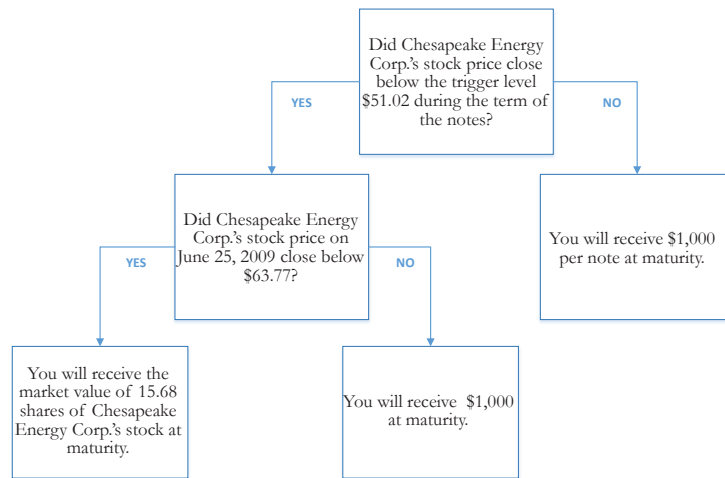 Did Chesapeake Energy
Corp.'s stock price close
below the trigger level
$51.02 during the term of
the notes?
YES
NO
Did Chesapeake Energy
Corp.'s stock price on
June 25, 2009 close below
$63.77?
You will receive $1,000
per note at maturity.
YES
NO
You will receive the
market value of 15.68
shares of Chesapeake
Energy Corp.'s stock at
maturity.
You will receive $1,000
at maturity.